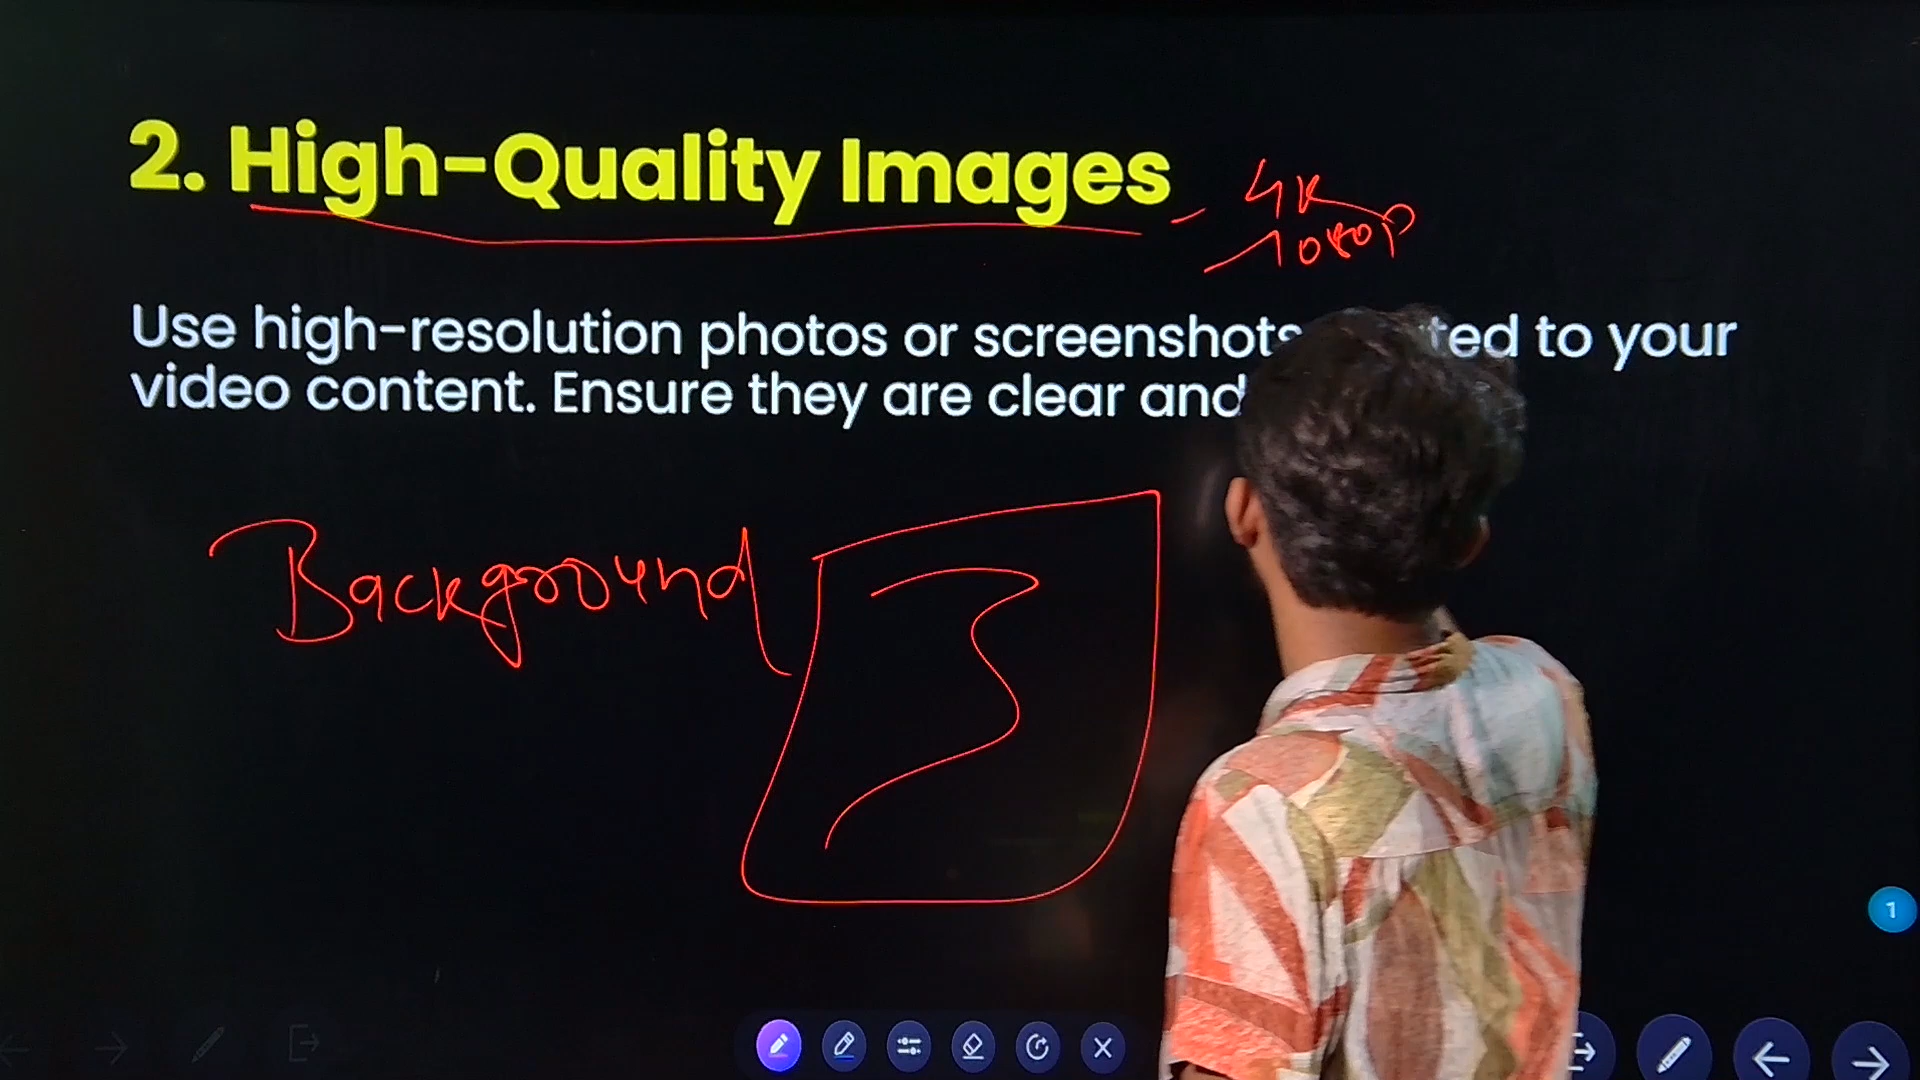 2. High-Quality Images
- 4K
- 1080P
Use high-resolution photos or screenshots ted to your
video content. Ensure they are clear and
Background
1